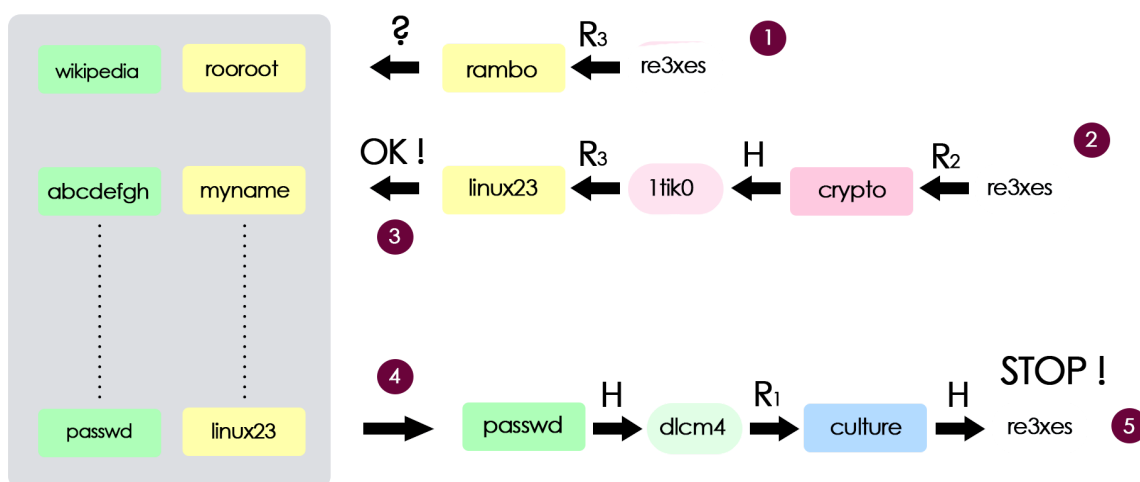 ? R3 1
wikipedia rooroot rambo re3xes
OK ! R3 H R2 2
abcdefgh myname linux23 1tik0 crypto re3xes
3
4 H R1 H STOP !
passwd linux23 passwd dlcm4 culture re3xes 5